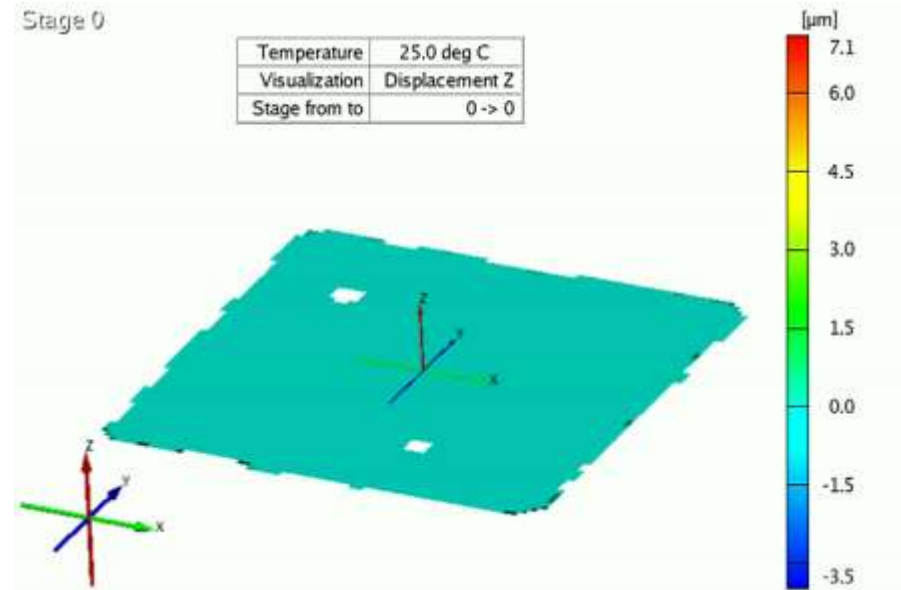 Stage 0
[µm]
Temperature 25.0 deg C
Visualization Displacement Z
Stage from to 0 -> 0
7.1
6.0
4.5
3.0
1.5
0.0
-1.5
-3.5
Z
Y
X
Z
Y
X